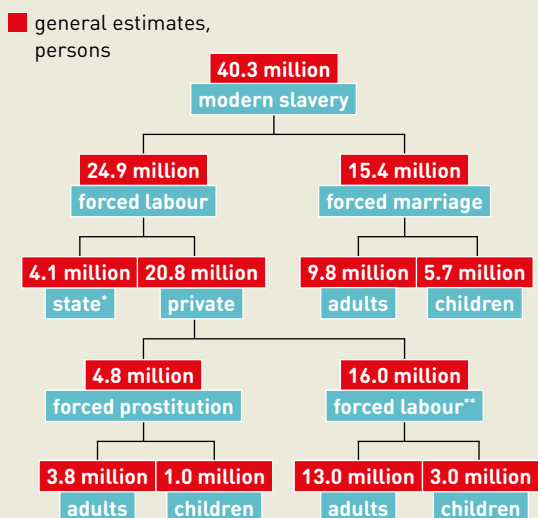 general estimates,
persons
40.3 million
modern slavery
24.9 million
15.4 million
forced labour
forced marriage
4.1 million
20.8 million
9.8 million
5.7 million
state*
private
adults
children
4.8 million
16.0 million
forced prostitution
forced labour**
3.8 million
1.0 million
13.0 million
3.0 million
adults
children
adults
children